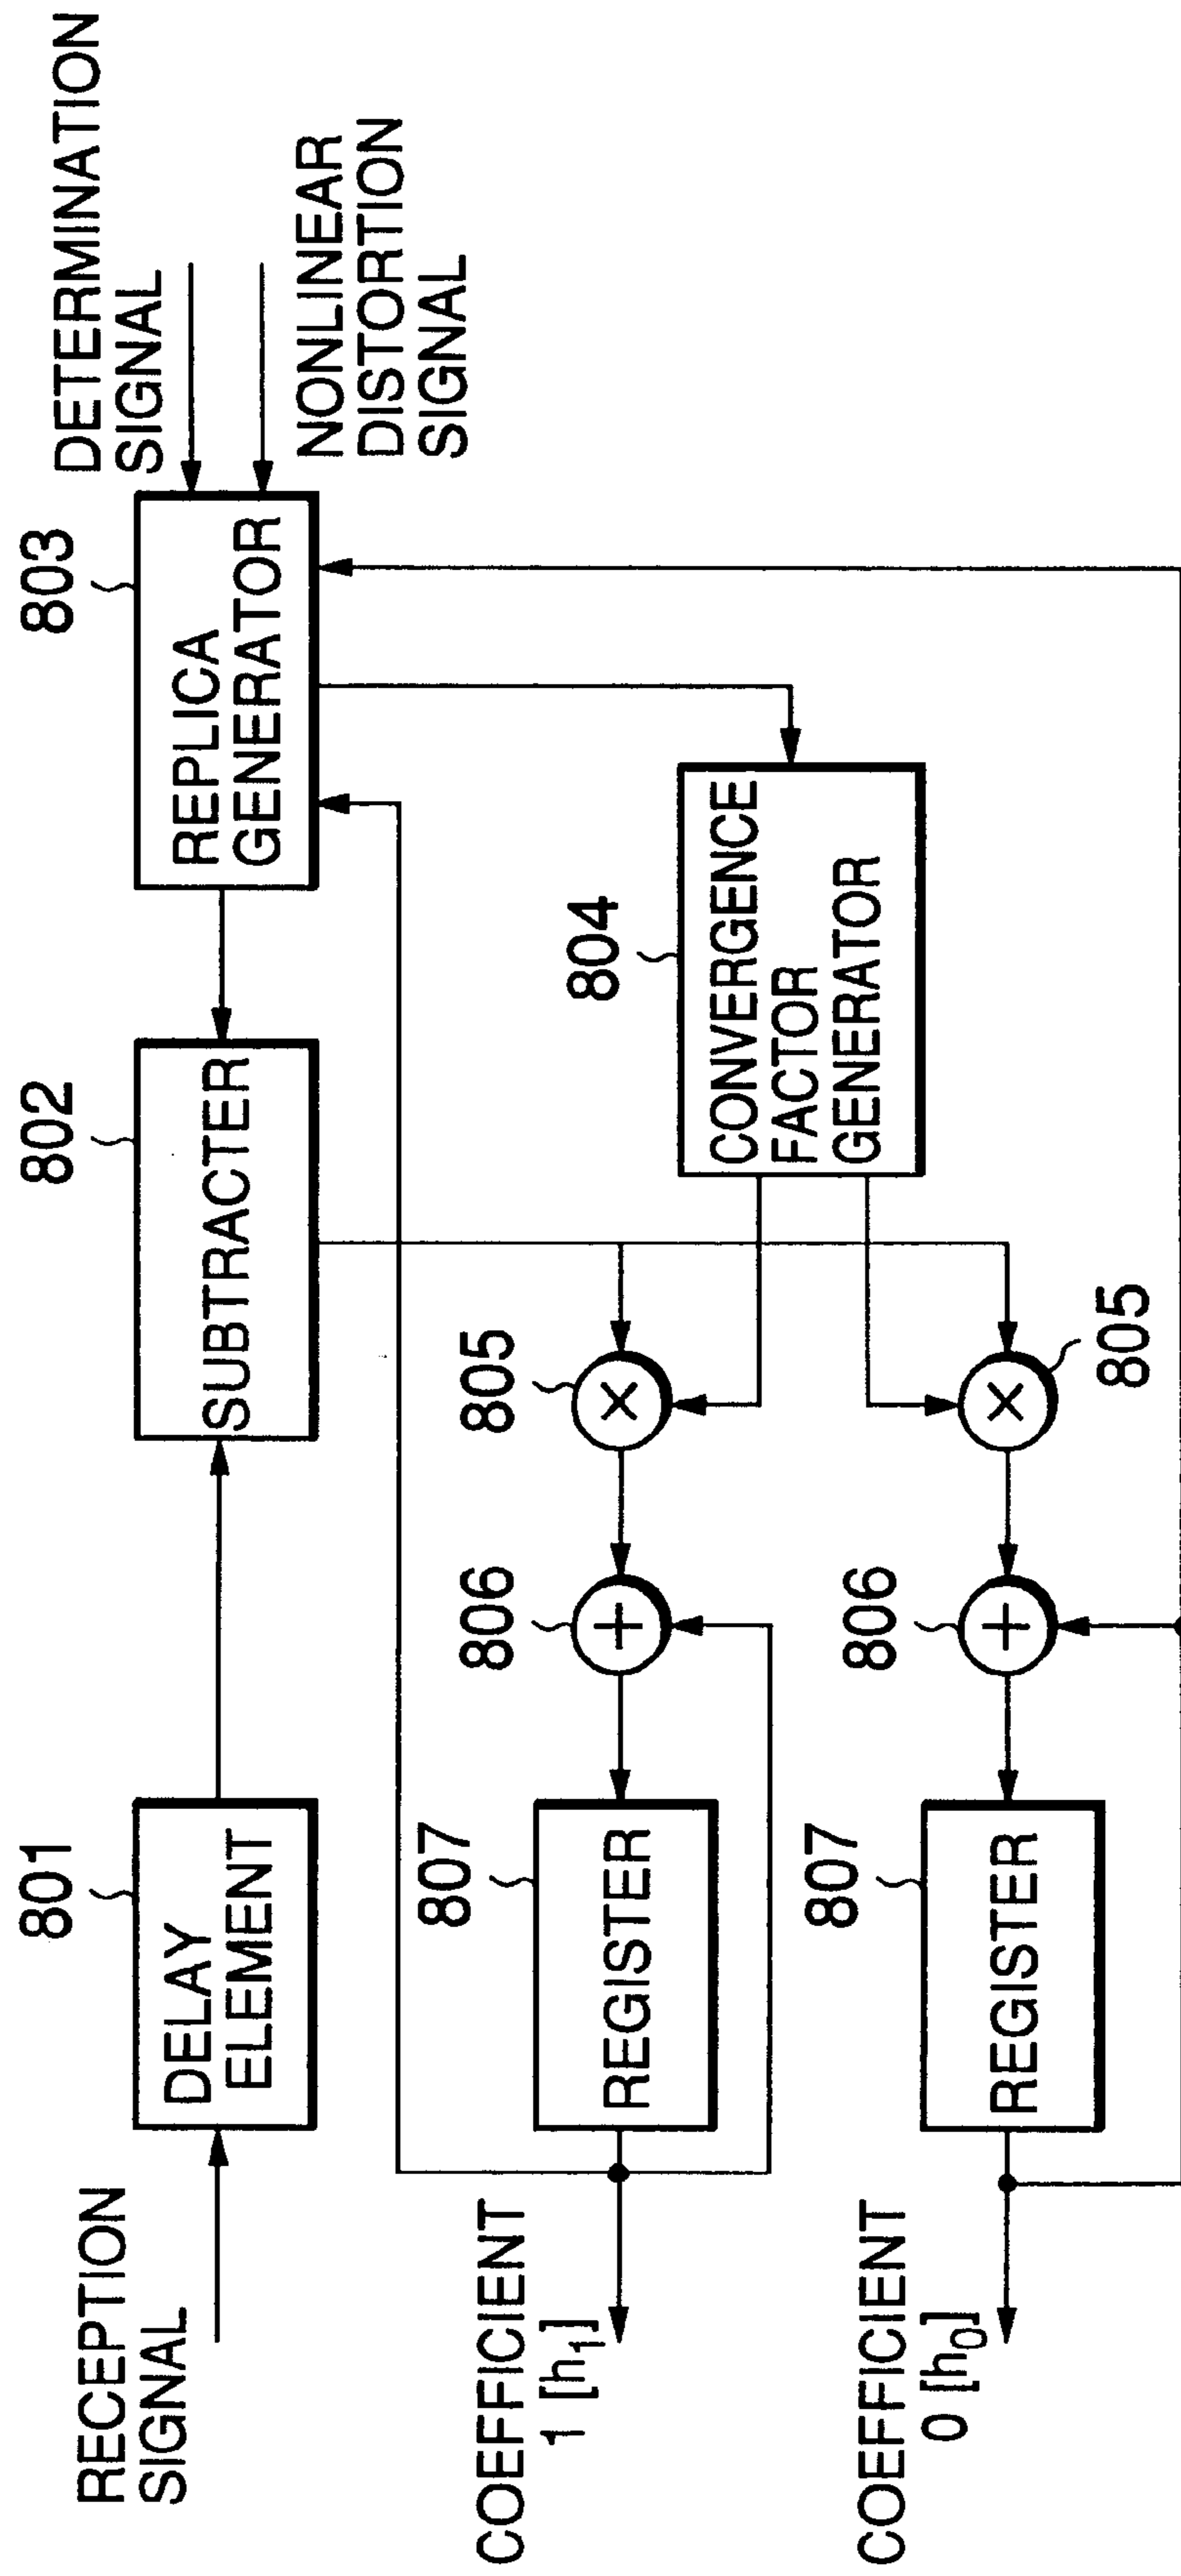 RECEPTION
SIGNAL
801
DELAY
ELEMENT
802
SUBTRACTER
803
REPLICA
GENERATOR
DETERMINATION
SIGNAL
NONLINEAR
DISTORTION
SIGNAL
COEFFICIENT
1 [h₁]
807
REGISTER
806
+
805
×
804
CONVERGENCE
FACTOR
GENERATOR
COEFFICIENT
0 [h₀]
807
REGISTER
806
+
×
805